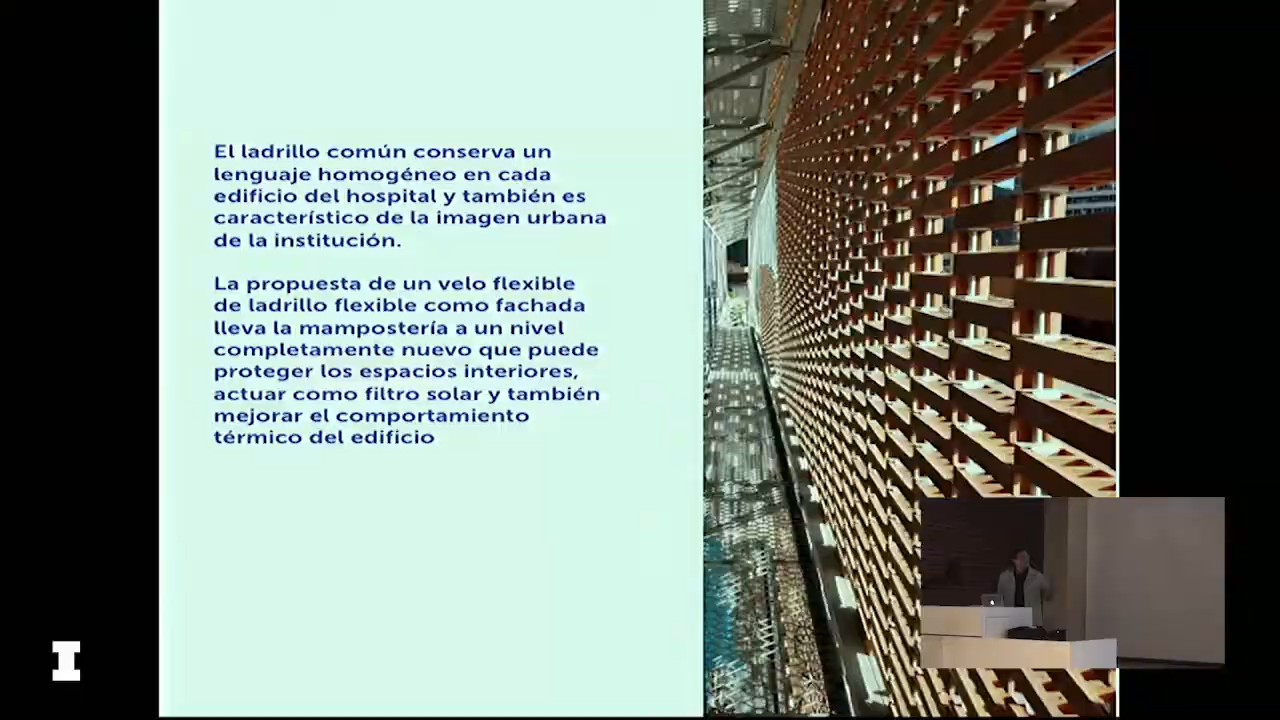 El ladrillo común conserva un
lenguaje homogéneo en cada
edificio del hospital y también es
característico de la imagen urbana
de la institución.
La propuesta de un velo flexible
de ladrillo flexible como fachada
lleva la mampostería a un nivel
completamente nuevo que puede
proteger los espacios interiores,
actuar como filtro solar y también
mejorar el comportamiento
térmico del edificio
I